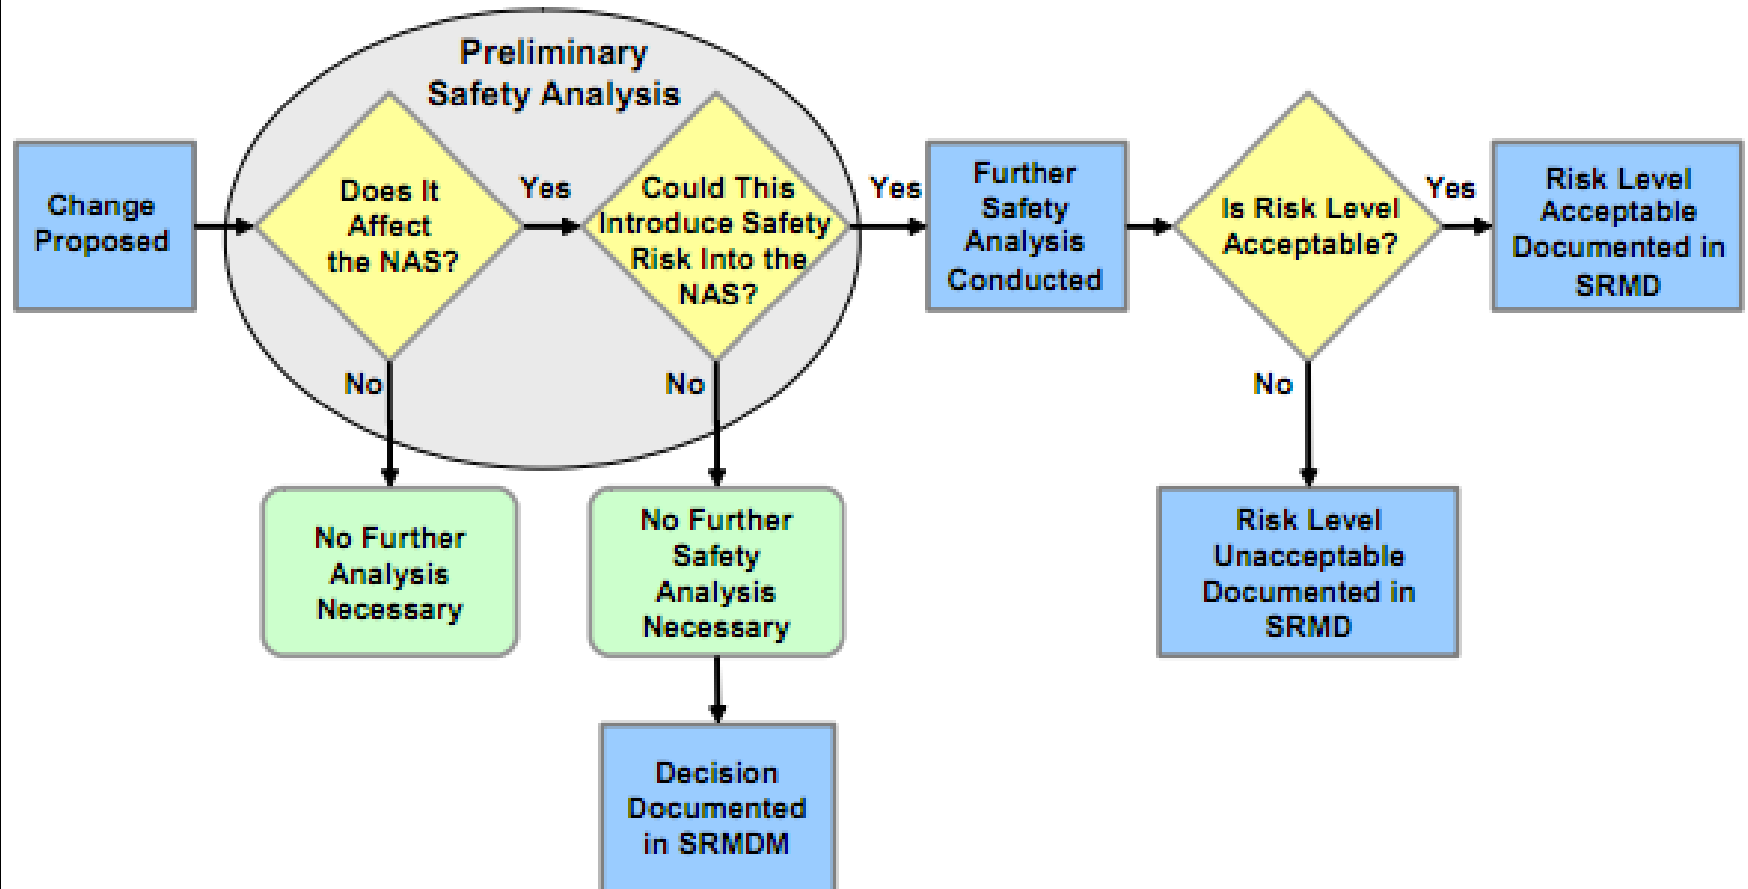 Preliminary
Safety Analysis
Change
Proposed
Does It
Affect
the NAS?
Yes
Could This
Introduce Safety
Risk Into the
NAS?
Yes
Further
Safety
Analysis
Conducted
Is Risk Level
Acceptable?
Yes
Risk Level
Acceptable
Documented in
SRMD
No
No
No
No Further
Analysis
Necessary
No Further
Safety
Analysis
Necessary
Risk Level
Unacceptable
Documented in
SRMD
Decision
Documented
in SRMDM